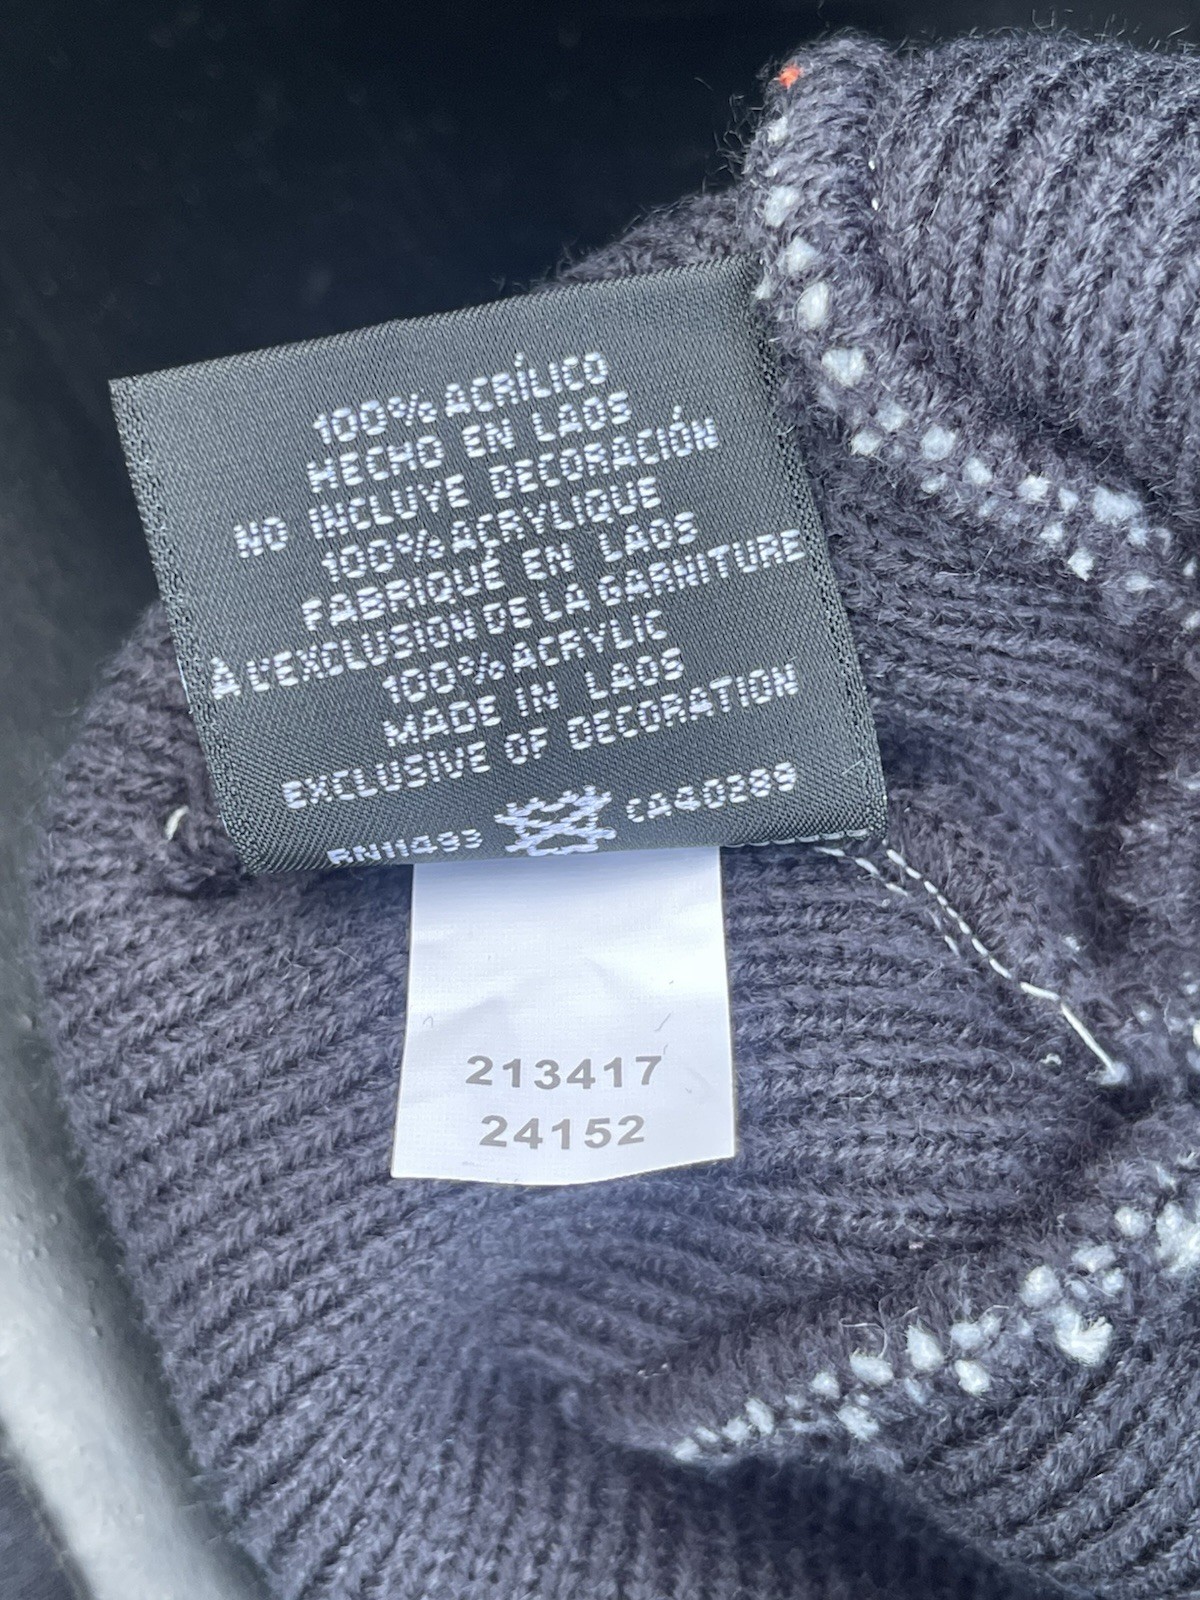 100% ACRÍLICO
HECHO EN LAOS
NO INCLUYE DECORACIÓN
100% ACRYLIQUE
FABRIQUÉ EN LAOS
À L'EXCLUSION DE LA GARNITURE
100% ACRYLIC
MADE IN LAOS
EXCLUSIVE OF DECORATION
RN11493 CA40289
213417
24152